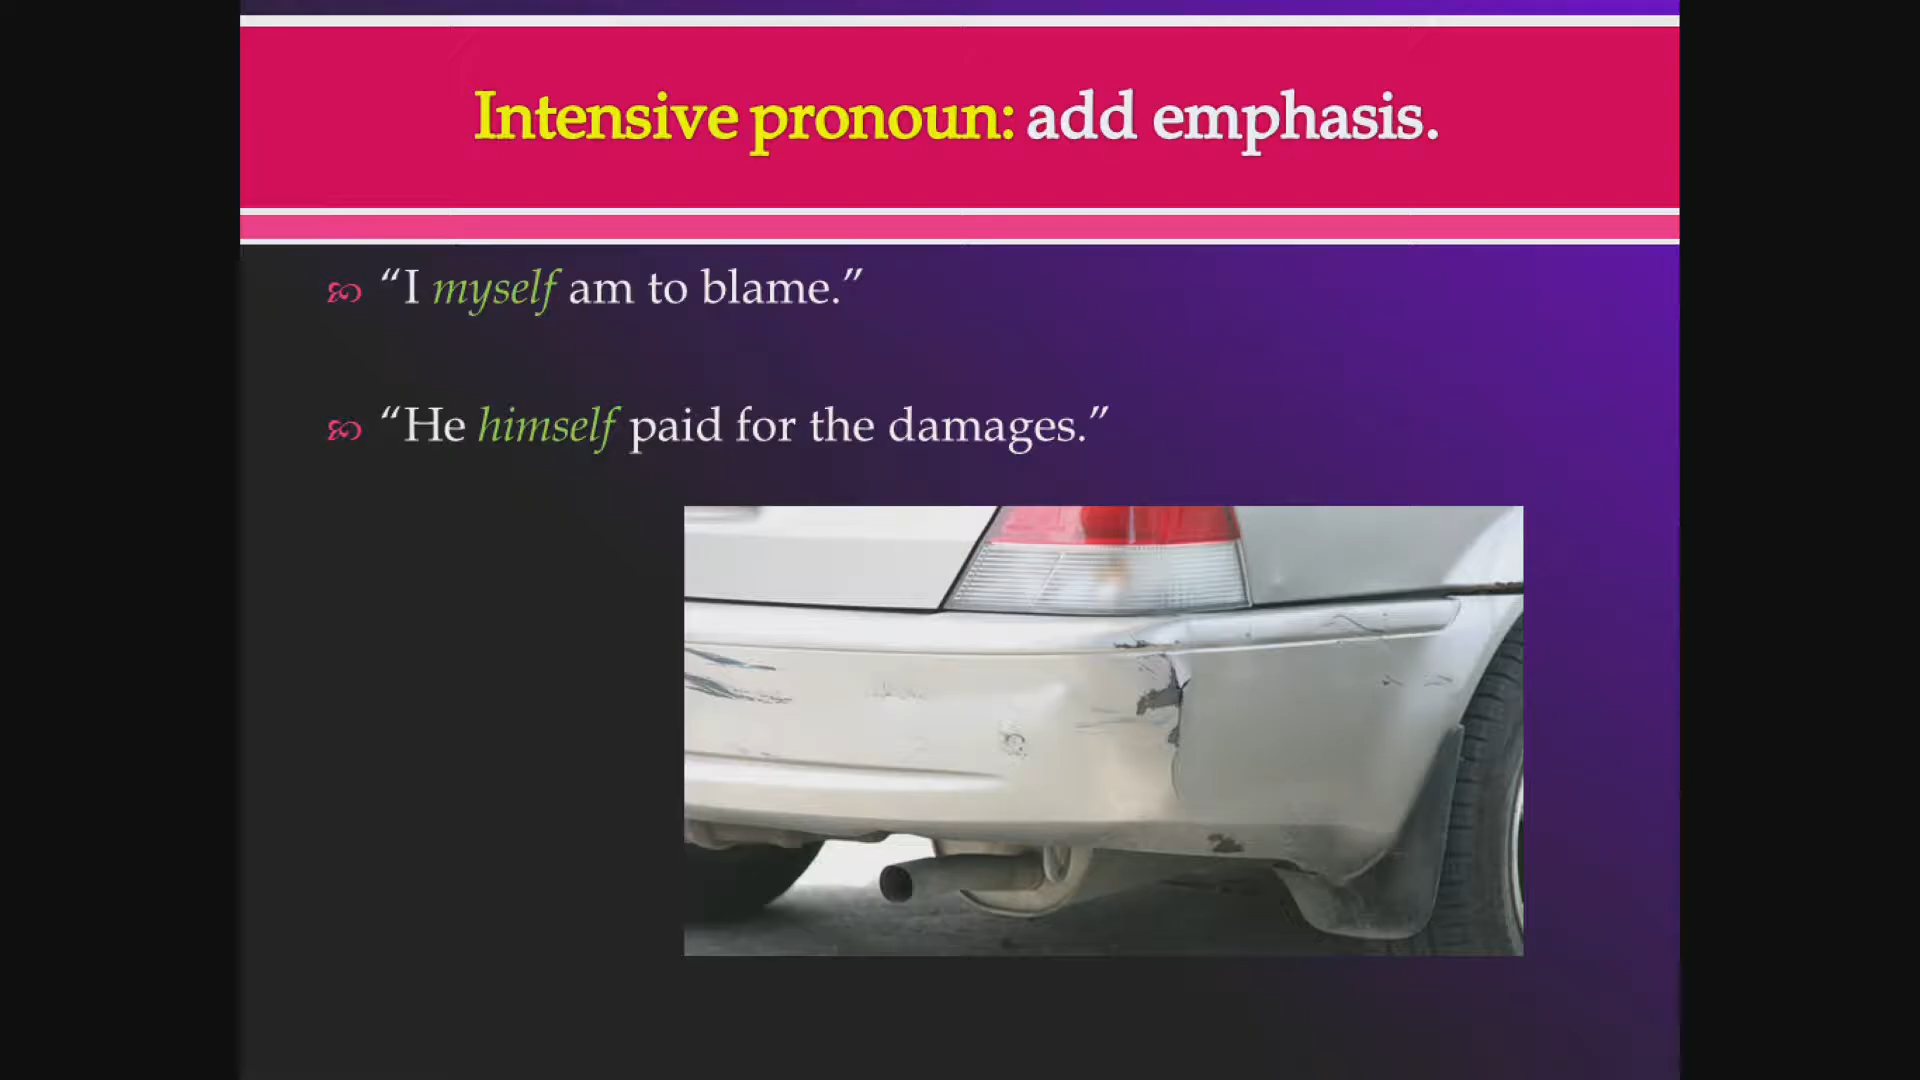 Intensive pronoun: add emphasis.
“I myself am to blame.”
“He himself paid for the damages.”